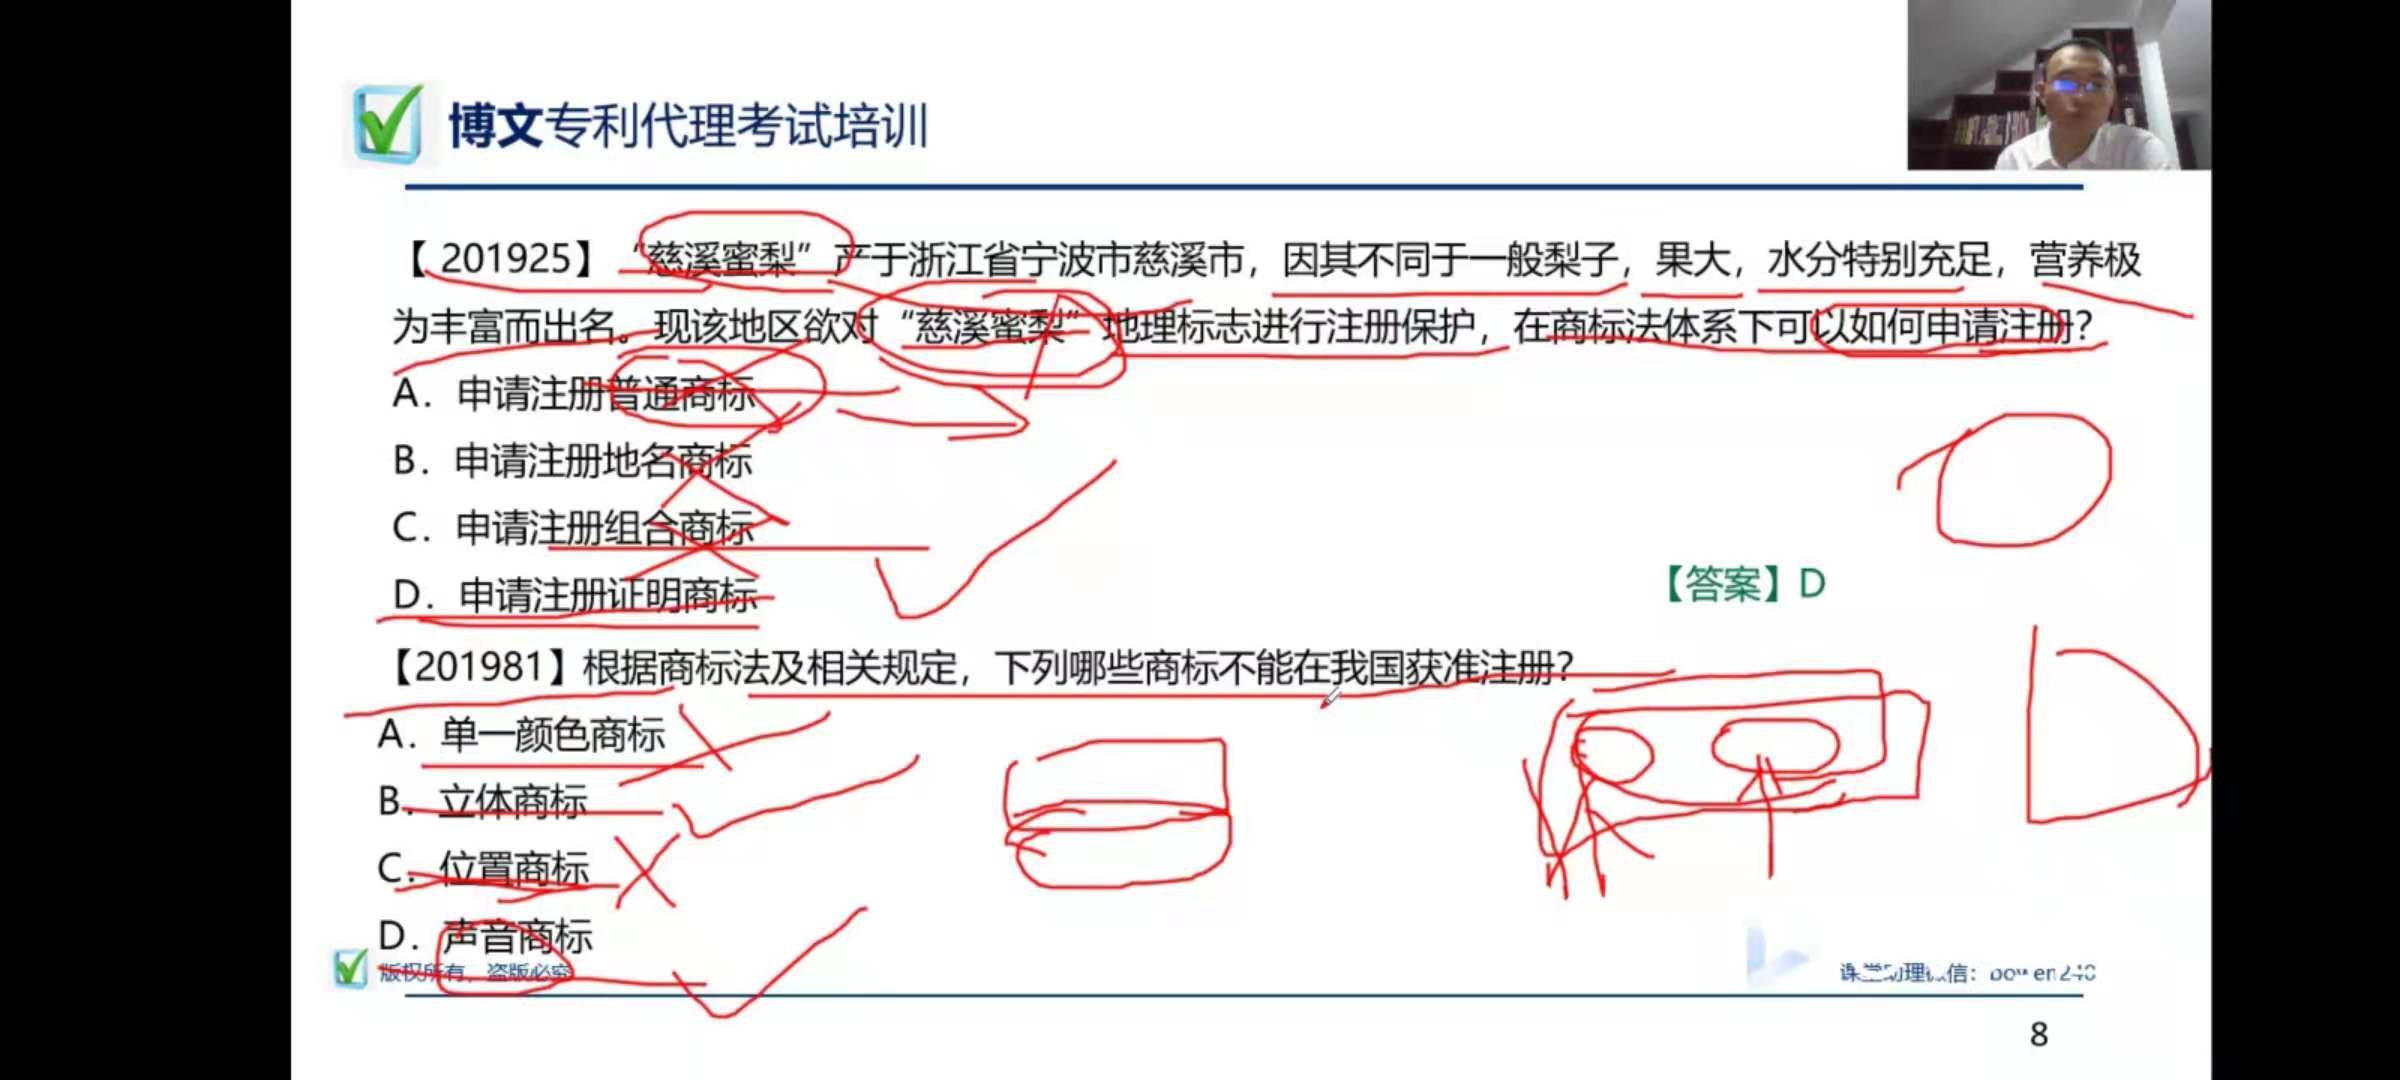 博文专利代理考试培训
【201925】“慈溪蜜梨”产于浙江省宁波市慈溪市，因其不同于一般梨子，果大，水分特别充足，营养极
为丰富而出名。现该地区欲对“慈溪蜜梨”地理标志进行注册保护，在商标法体系下可以如何申请注册？
A．申请注册普通商标
B．申请注册地名商标
C．申请注册组合商标
D．申请注册证明商标
【答案】D
【201981】根据商标法及相关规定，下列哪些商标不能在我国获准注册？
A．单一颜色商标
B．立体商标
C．位置商标
D．声音商标
版权所有，盗版必究
课堂助理微信：bowen240
8